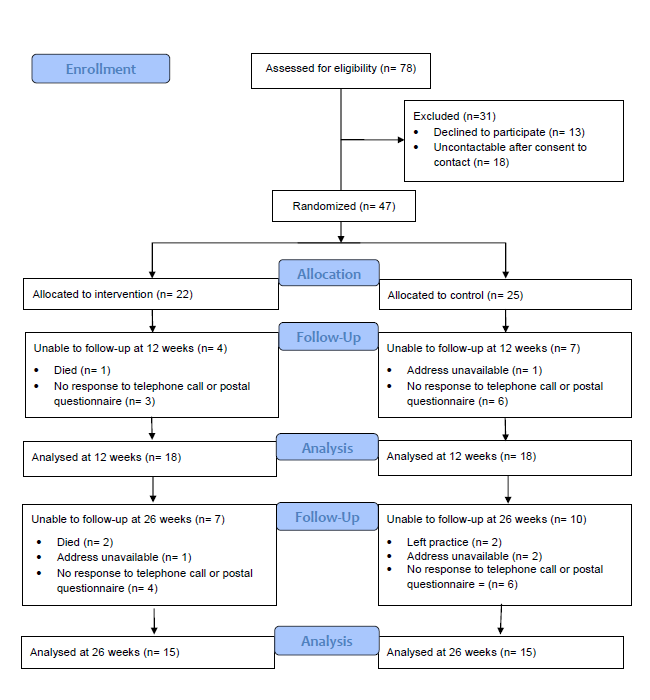 Enrollment
Assessed for eligibility (n= 78)
Excluded (n=31)
• Declined to participate (n= 13)
• Uncontactable after consent to
contact (n= 18)
Randomized (n= 47)
Allocation
Allocated to intervention (n= 22)
Allocated to control (n= 25)
Follow-Up
Unable to follow-up at 12 weeks (n= 4)
• Died (n= 1)
• No response to telephone call or postal
questionnaire (n= 3)
Unable to follow-up at 12 weeks (n= 7)
• Address unavailable (n= 1)
• No response to telephone call or postal
questionnaire (n= 6)
Analysis
Analysed at 12 weeks (n= 18)
Analysed at 12 weeks (n= 18)
Follow-Up
Unable to follow-up at 26 weeks (n= 7)
• Died (n= 2)
• Address unavailable (n= 1)
• No response to telephone call or postal
questionnaire (n= 4)
Unable to follow-up at 26 weeks (n= 10)
• Left practice (n= 2)
• Address unavailable (n= 2)
• No response to telephone call or postal
questionnaire = (n= 6)
Analysis
Analysed at 26 weeks (n= 15)
Analysed at 26 weeks (n= 15)